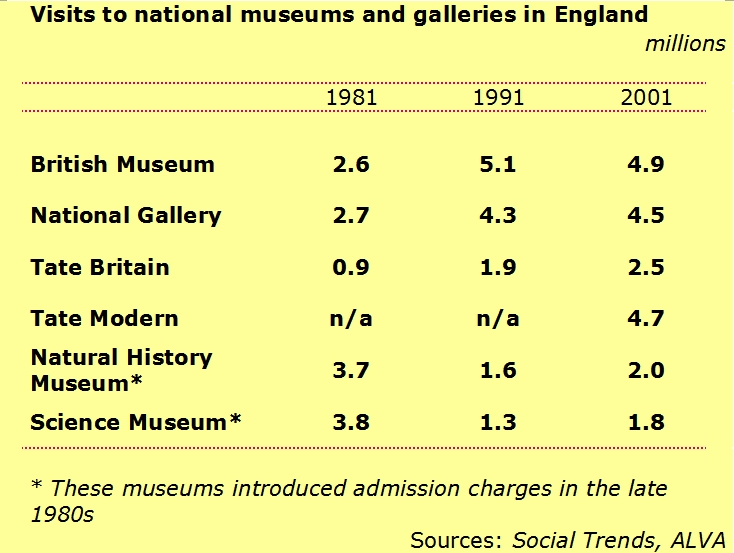 Visits to national museums and galleries in England
millions
1981 1991 2001
British Museum 2.6 5.1 4.9
National Gallery 2.7 4.3 4.5
Tate Britain 0.9 1.9 2.5
Tate Modern n/a n/a 4.7
Natural History
Museum* 3.7 1.6 2.0
Science Museum* 3.8 1.3 1.8
* These museums introduced admission charges in the late
1980s
Sources: Social Trends, ALVA